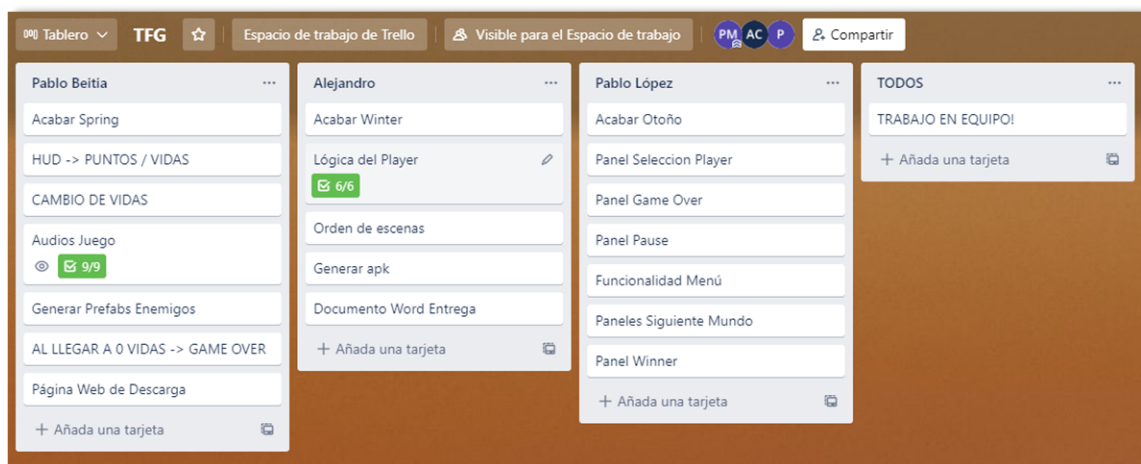 Tablero TFG Espacio de trabajo de Trello Visible para el Espacio de trabajo PM AC P Compartir
Pablo Beitia
Acabar Spring
HUD -> PUNTOS / VIDAS
CAMBIO DE VIDAS
Audios Juego
9/9
Generar Prefabs Enemigos
AL LLEGAR A 0 VIDAS -> GAME OVER
Página Web de Descarga
+ Añada una tarjeta
Alejandro
Acabar Winter
Lógica del Player
6/6
Orden de escenas
Generar apk
Documento Word Entrega
+ Añada una tarjeta
Pablo López
Acabar Otoño
Panel Seleccion Player
Panel Game Over
Panel Pause
Funcionalidad Menú
Paneles Siguiente Mundo
Panel Winner
+ Añada una tarjeta
TODOS
TRABAJO EN EQUIPO!
+ Añada una tarjeta